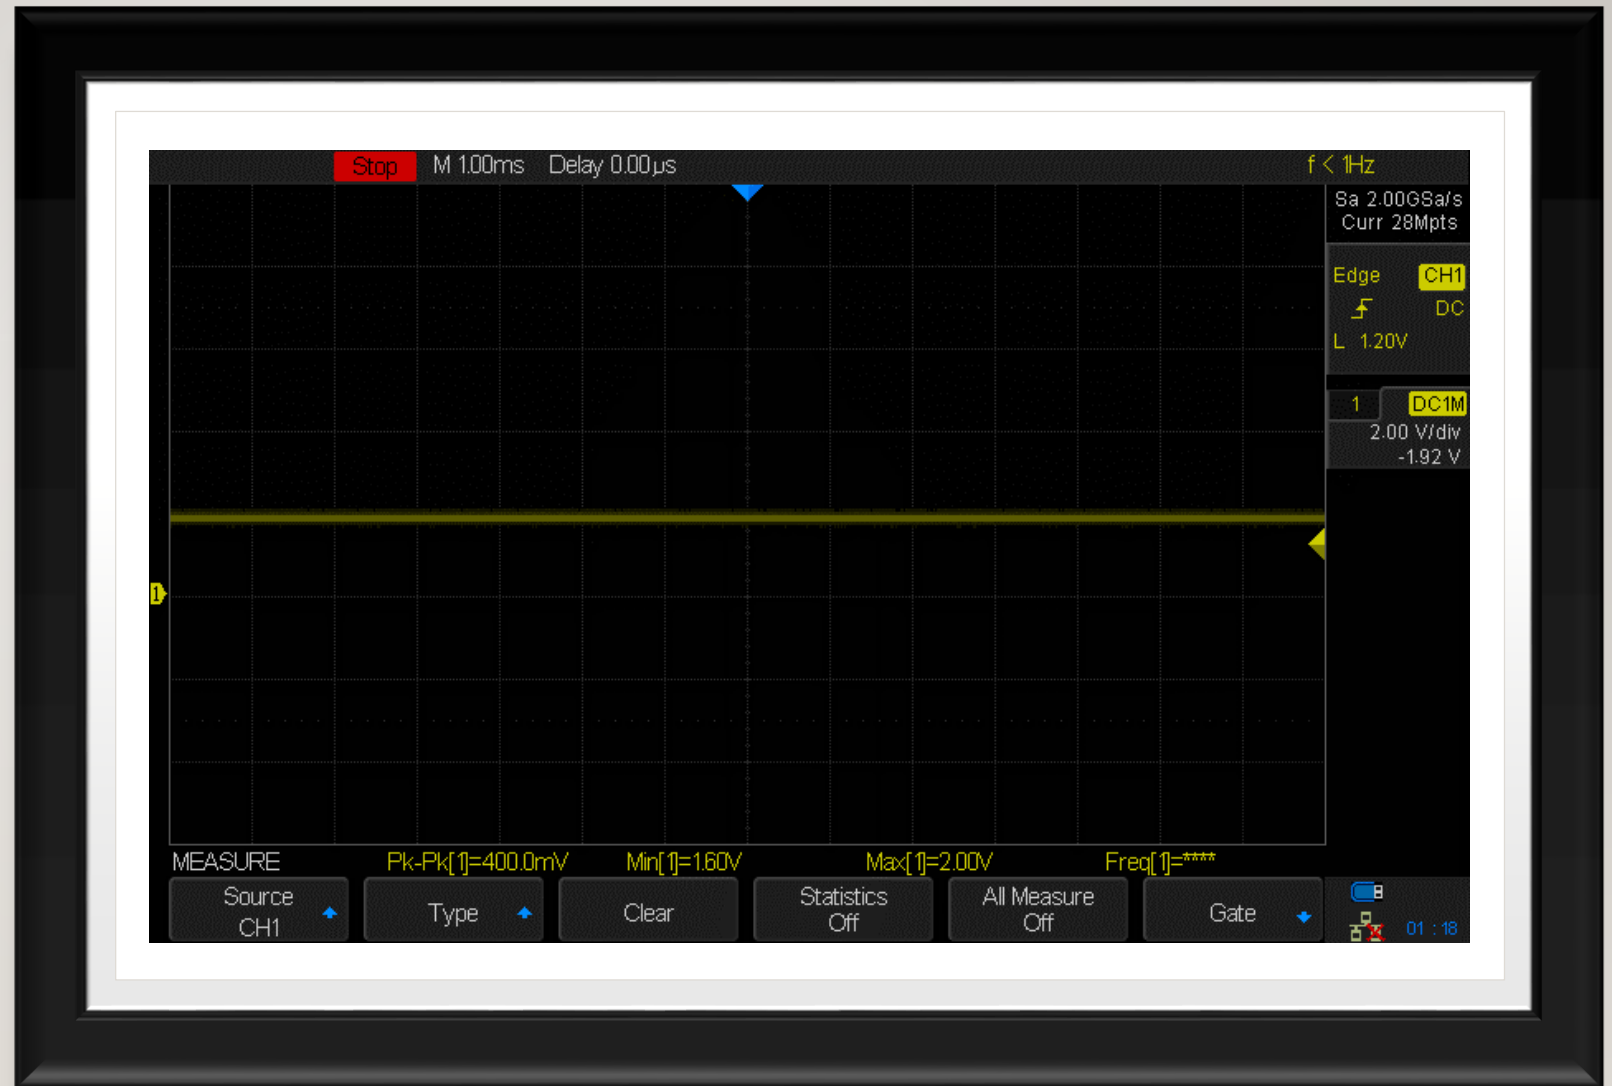 Stop M 1.00ms Delay 0.00µs f < 1Hz
Sa 2.00GSa/s
Curr 28Mpts
Edge CH1
DC
L 1.20V
1 DC1M
2.00 V/div
-1.92 V
1
MEASURE Pk-Pk[1]=400.0mV Min[1]=1.60V Max[1]=2.00V Freq[1]=****
Source
CH1
Type
Clear
Statistics
Off
All Measure
Off
Gate
01 : 18